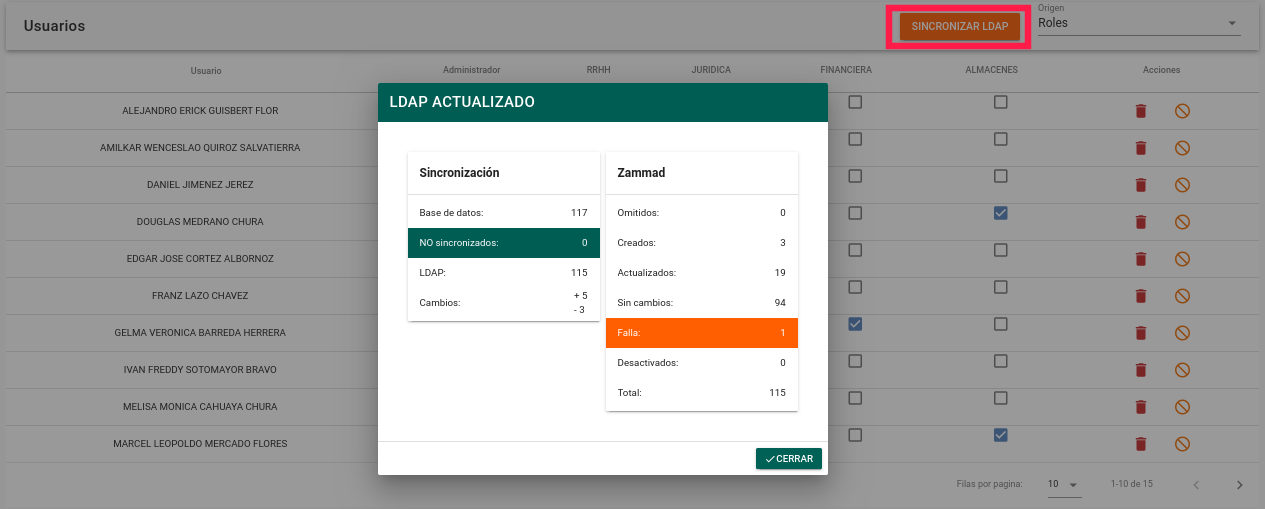 Usuarios
SINCRONIZAR LDAP
Origen
Roles
Usuario Administrador RRHH JURIDICA FINANCIERA ALMACENES Acciones
ALEJANDRO ERICK GUISBERT FLOR
AMILKAR WENCESLAO QUIROZ SALVATIERRA
DANIEL JIMENEZ JEREZ
DOUGLAS MEDRANO CHURA
EDGAR JOSE CORTEZ ALBORNOZ
FRANZ LAZO CHAVEZ
GELMA VERONICA BARREDA HERRERA
IVAN FREDDY SOTOMAYOR BRAVO
MELISA MONICA CAHUAYA CHURA
MARCEL LEOPOLDO MERCADO FLORES
LDAP ACTUALIZADO
Sincronización
Base de datos: 117
NO sincronizados: 0
LDAP: 115
Cambios: + 5
- 3
Zammad
Omitidos: 0
Creados: 3
Actualizados: 19
Sin cambios: 94
Falla: 1
Desactivados: 0
Total: 115
CERRAR
Filas por pagina: 10 1-10 de 15